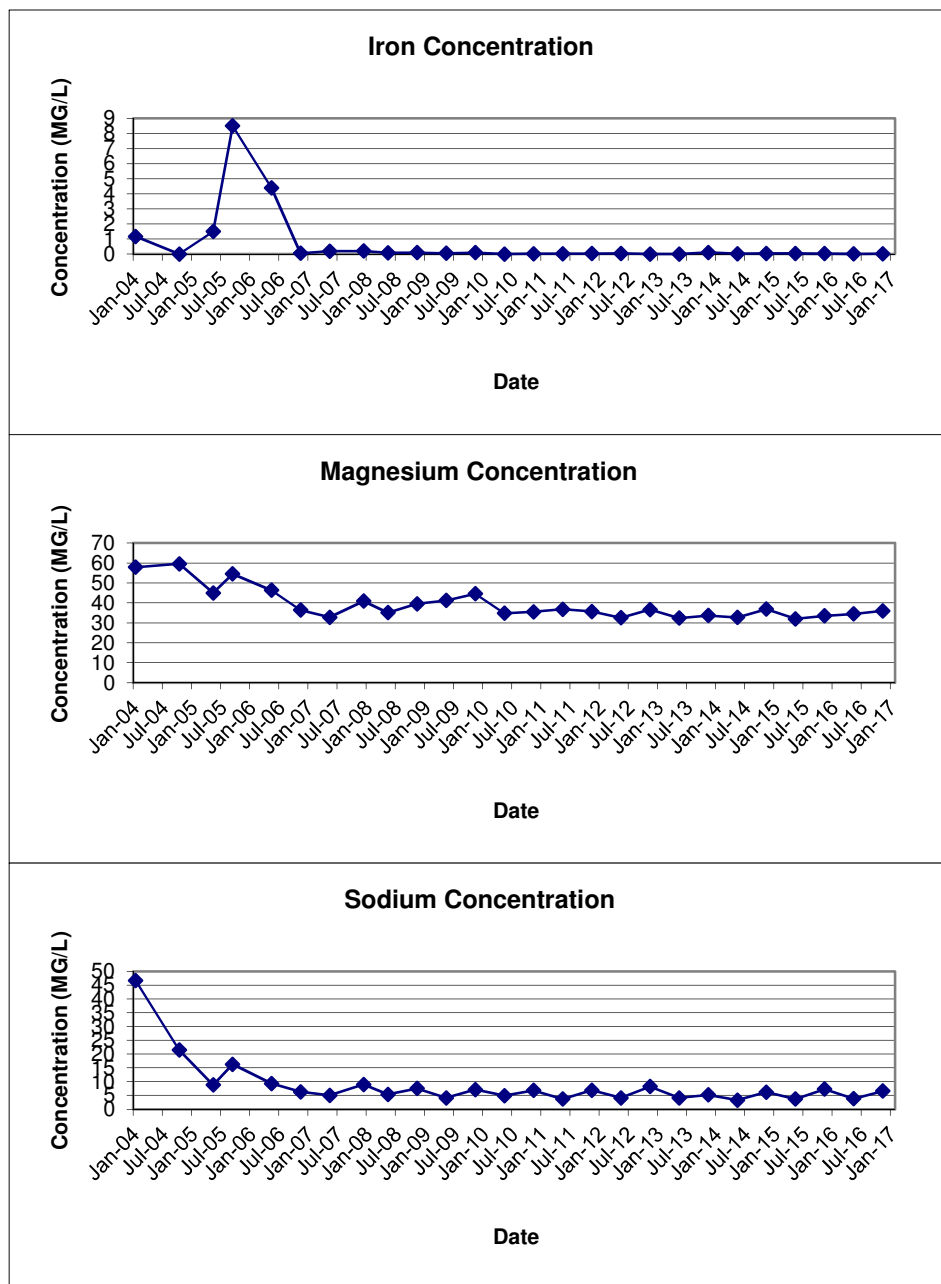 Iron Concentration
Concentration (MG/L)
9
8
7
6
5
4
3
2
1
0
Jan-04
Jul-04
Jan-05
Jul-05
Jan-06
Jul-06
Jan-07
Jul-07
Jan-08
Jul-08
Jan-09
Jul-09
Jan-10
Jul-10
Jan-11
Jul-11
Jan-12
Jul-12
Jan-13
Jul-13
Jan-14
Jul-14
Jan-15
Jul-15
Jan-16
Jul-16
Jan-17
Date
Magnesium Concentration
Concentration (MG/L)
70
60
50
40
30
20
10
0
Jan-04
Jul-04
Jan-05
Jul-05
Jan-06
Jul-06
Jan-07
Jul-07
Jan-08
Jul-08
Jan-09
Jul-09
Jan-10
Jul-10
Jan-11
Jul-11
Jan-12
Jul-12
Jan-13
Jul-13
Jan-14
Jul-14
Jan-15
Jul-15
Jan-16
Jul-16
Jan-17
Date
Sodium Concentration
Concentration (MG/L)
50
45
40
35
30
25
20
15
10
5
0
Jan-04
Jul-04
Jan-05
Jul-05
Jan-06
Jul-06
Jan-07
Jul-07
Jan-08
Jul-08
Jan-09
Jul-09
Jan-10
Jul-10
Jan-11
Jul-11
Jan-12
Jul-12
Jan-13
Jul-13
Jan-14
Jul-14
Jan-15
Jul-15
Jan-16
Jul-16
Jan-17
Date